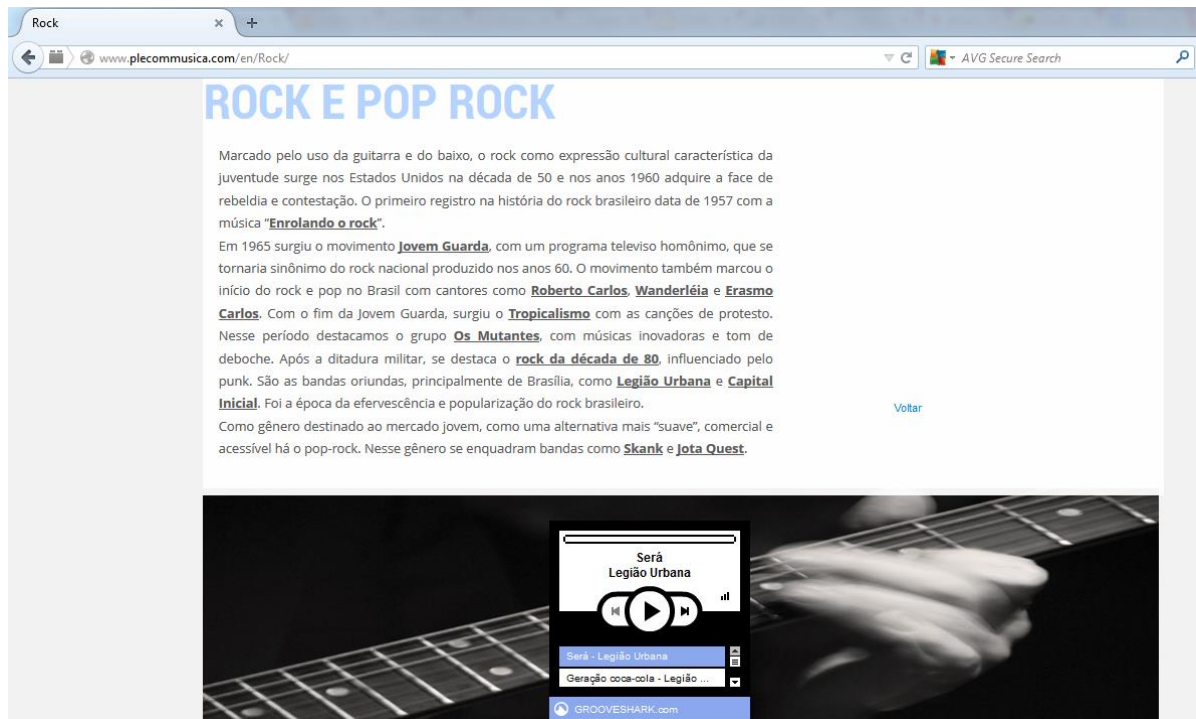 Rock
www.plecommusica.com/en/Rock/
AVG Secure Search
ROCK E POP ROCK
Marcado pelo uso da guitarra e do baixo, o rock como expressão cultural característica da
juventude surge nos Estados Unidos na década de 50 e nos anos 1960 adquire a face de
rebeldia e contestação. O primeiro registro na história do rock brasileiro data de 1957 com a
música “Enrolando o rock”.
Em 1965 surgiu o movimento Jovem Guarda, com um programa televiso homônimo, que se
tornaria sinônimo do rock nacional produzido nos anos 60. O movimento também marcou o
início do rock e pop no Brasil com cantores como Roberto Carlos, Wanderléia e Erasmo
Carlos. Com o fim da Jovem Guarda, surgiu o Tropicalismo com as canções de protesto.
Nesse período destacamos o grupo Os Mutantes, com músicas inovadoras e tom de
deboche. Após a ditadura militar, se destaca o rock da década de 80, influenciado pelo
punk. São as bandas oriundas, principalmente de Brasília, como Legião Urbana e Capital
Inicial. Foi a época da efervescência e popularização do rock brasileiro.
Voltar
Como gênero destinado ao mercado jovem, como uma alternativa mais “suave”, comercial e
acessível há o pop-rock. Nesse gênero se enquadram bandas como Skank e Jota Quest.
Será
Legião Urbana
Será - Legião Urbana
Geração coca-cola - Legião ...
GROOVESHARK.com